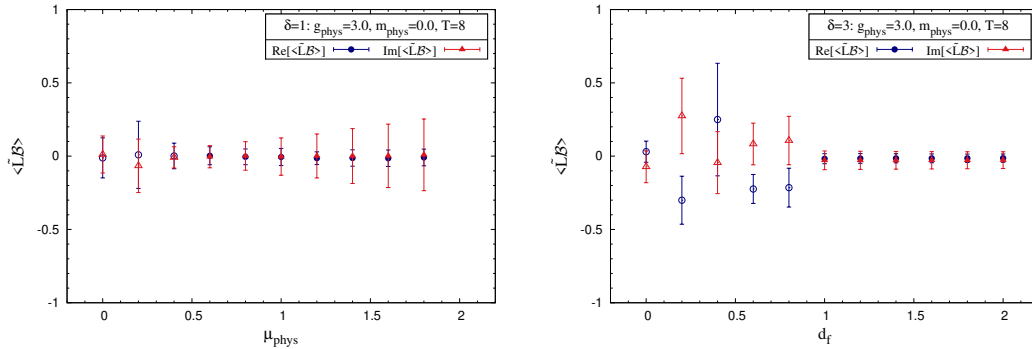 δ=1: g_phys=3.0, m_phys=0.0, T=8
Re[<L̃ℬ>] Im[<L̃ℬ>]
<L̃ℬ>
1
0.5
0
-0.5
-1
0 0.5 1 1.5 2
μ_phys
δ=3: g_phys=3.0, m_phys=0.0, T=8
Re[<L̃ℬ>] Im[<L̃ℬ>]
<L̃ℬ>
1
0.5
0
-0.5
-1
0 0.5 1 1.5 2
d_f